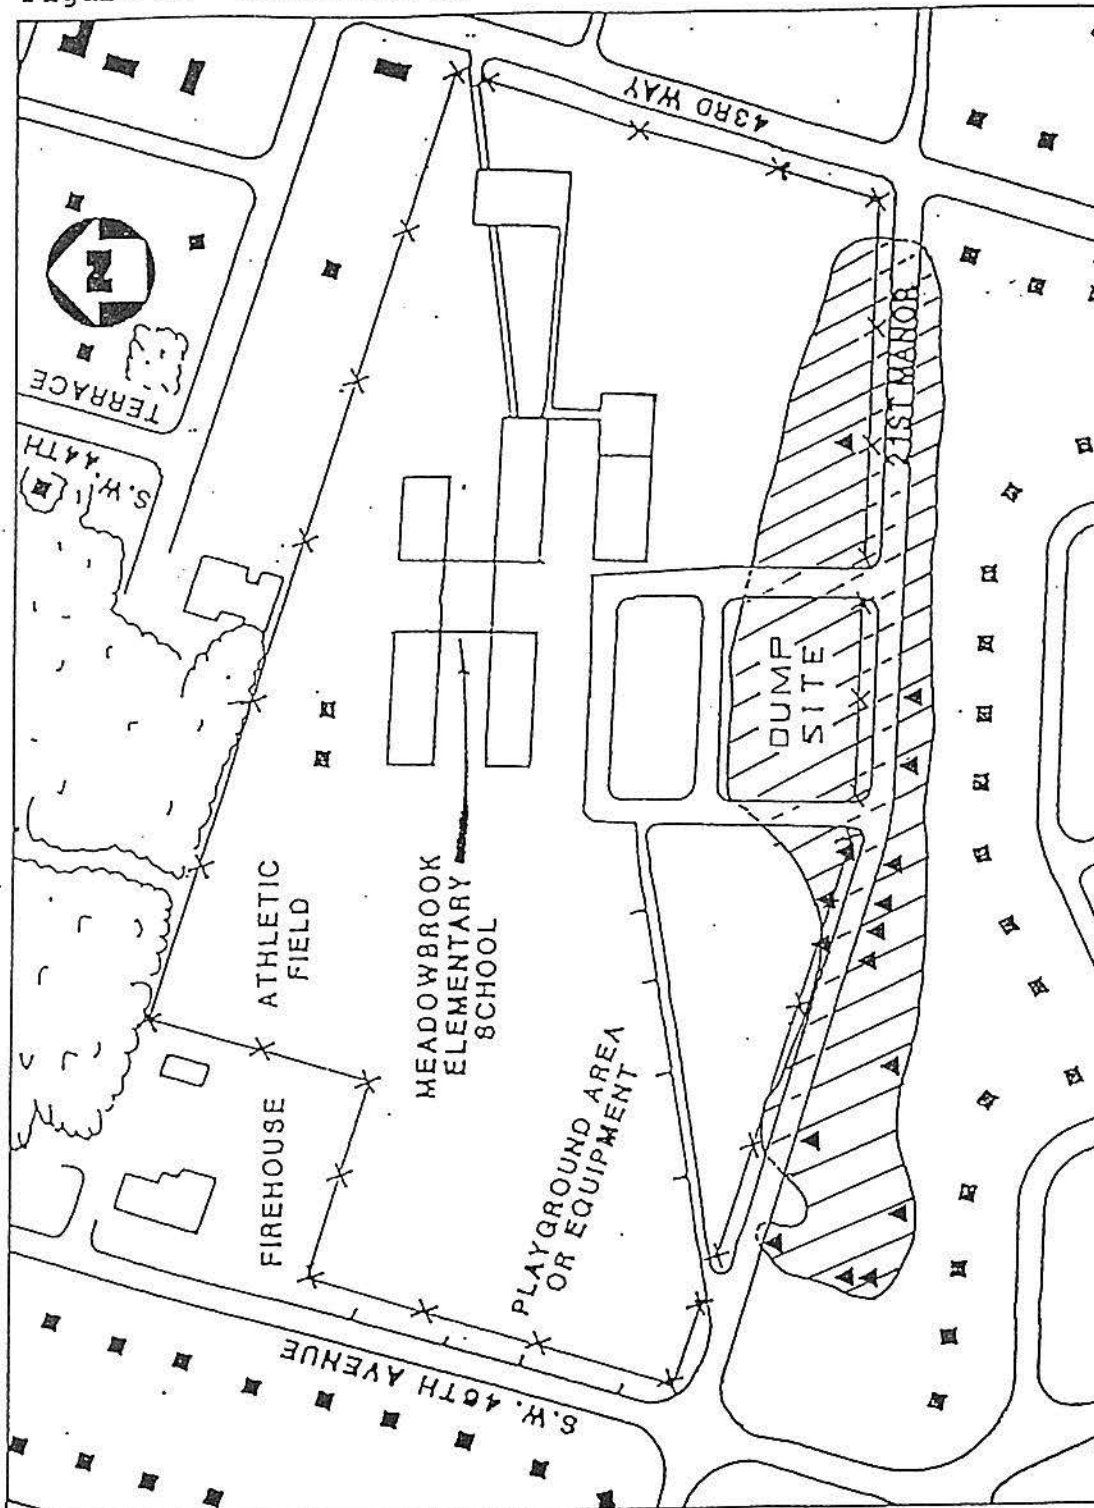 43RD WAY
N
TERRACE
S.W. 44TH
21ST MANOR
DUMP
SITE
ATHLETIC
FIELD
MEADOWBROOK
ELEMENTARY
SCHOOL
FIREHOUSE
PLAYGROUND AREA
OR EQUIPMENT
S.W. 46TH AVENUE